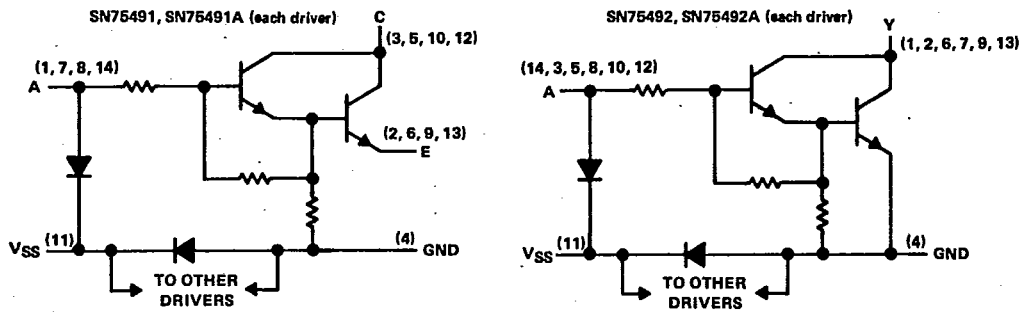 SN75491, SN75491A (each driver)
C
(3, 5, 10, 12)
(1, 7, 8, 14)
A
(2, 6, 9, 13)
E
VSS
(11)
(4)
GND
TO OTHER
DRIVERS
SN75492, SN75492A (each driver)
Y
(1, 2, 6, 7, 9, 13)
(14, 3, 5, 8, 10, 12)
A
VSS
(11)
(4)
GND
TO OTHER
DRIVERS